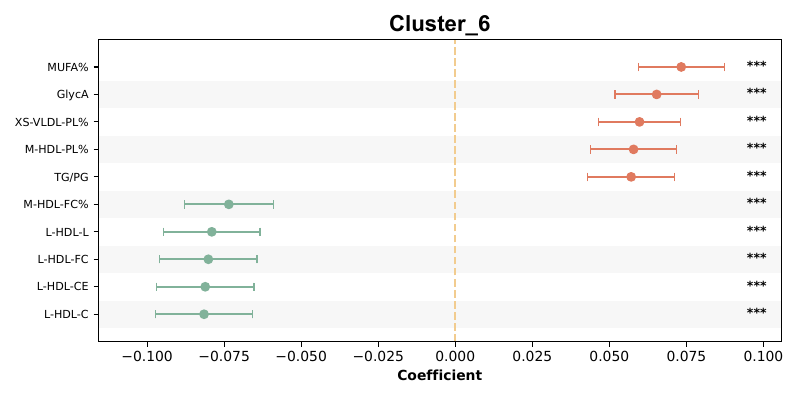 Cluster_6
MUFA% ***
GlycA ***
XS-VLDL-PL% ***
M-HDL-PL% ***
TG/PG ***
M-HDL-FC% ***
L-HDL-L ***
L-HDL-FC ***
L-HDL-CE ***
L-HDL-C ***
−0.100 −0.075 −0.050 −0.025 0.000 0.025 0.050 0.075 0.100
Coefficient